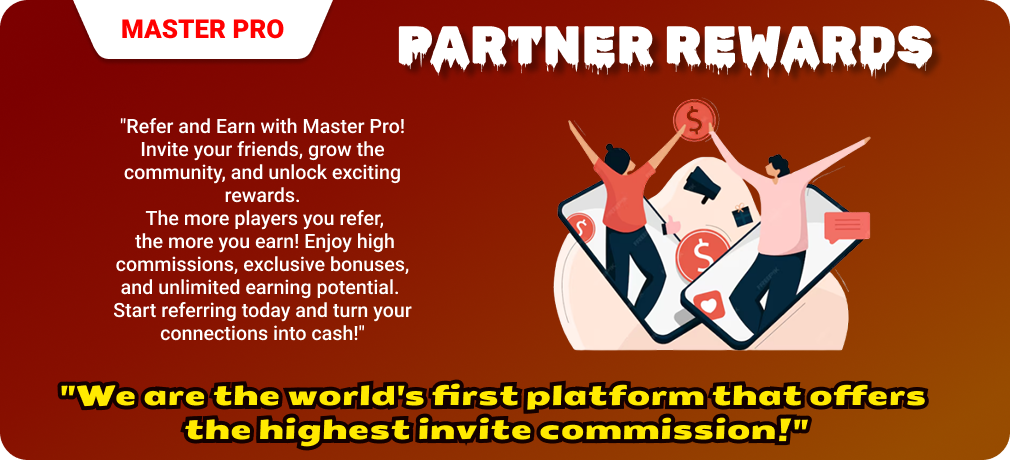 MASTER PRO
PARTNER REWARDS
"Refer and Earn with Master Pro!
Invite your friends, grow the
community, and unlock exciting
rewards.
The more players you refer,
the more you earn! Enjoy high
commissions, exclusive bonuses,
and unlimited earning potential.
Start referring today and turn your
connections into cash!"
$
$
$
"We are the world's first platform that offers
the highest invite commission!"